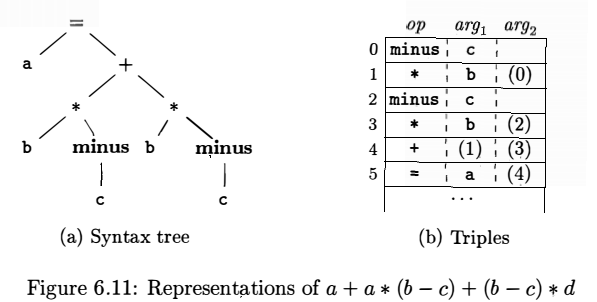 =
a +
* *
b minus b minus
c c
(a) Syntax tree
op arg1 arg2
0 minus c
1 * b (0)
2 minus c
3 * b (2)
4 + (1) (3)
5 = a (4)
...
(b) Triples
Figure 6.11: Representations of a + a * (b − c) + (b − c) * d